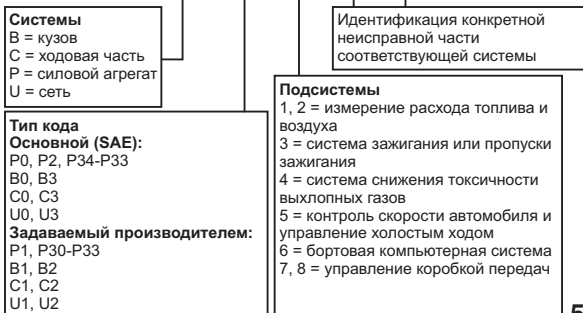 Системы
B = кузов
C = ходовая часть
P = силовой агрегат
U = сеть
Идентификация конкретной
неисправной части
соответствующей системы
Тип кода
Основной (SAE):
P0, P2, P34-P33
B0, B3
C0, C3
U0, U3
Задаваемый производителем:
P1, P30-P33
B1, B2
C1, C2
U1, U2
Подсистемы
1, 2 = измерение расхода топлива и
воздуха
3 = система зажигания или пропуски
зажигания
4 = система снижения токсичности
выхлопных газов
5 = контроль скорости автомобиля и
управление холостым ходом
6 = бортовая компьютерная система
7, 8 = управление коробкой передач